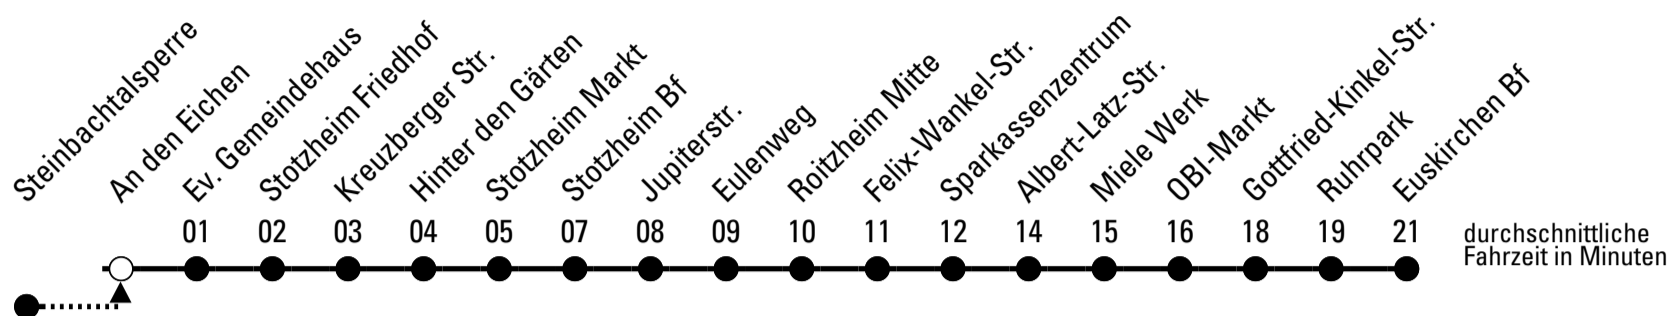 Steinbachtalsperre
An den Eichen
Ev. Gemeindehaus
Stotzheim Friedhof
Kreuzberger Str.
Hinter den Gärten
Stotzheim Markt
Stotzheim Bf
Jupiterstr.
Eulenweg
Roitzheim Mitte
Felix-Wankel-Str.
Sparkassenzentrum
Albert-Latz-Str.
Miele Werk
OBI-Markt
Gottfried-Kinkel-Str.
Ruhrpark
Euskirchen Bf
01 02 03 04 05 07 08 09 10 11 12 14 15 16 18 19 21
durchschnittliche
Fahrzeit in Minuten